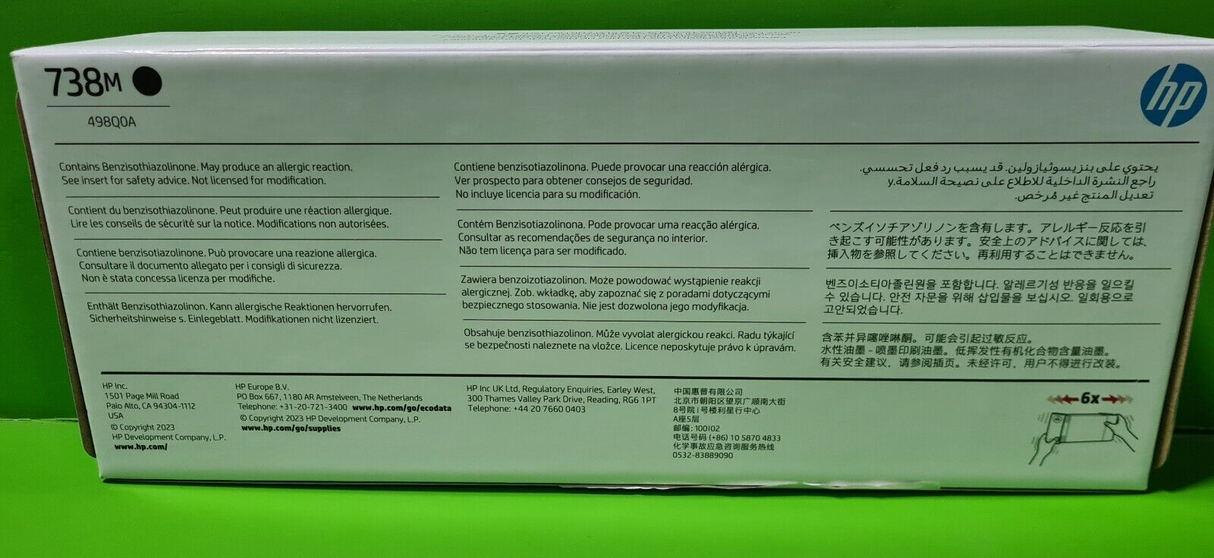 738M
498Q0A
hp
Contains Benzisothiazolinone. May produce an allergic reaction.
See insert for safety advice. Not licensed for modification.
Contient du benzisothiazolinone. Peut produire une réaction allergique.
Lire les conseils de sécurité sur la notice. Modifications non autorisées.
Contiene benzisotiazolinone. Può provocare una reazione allergica.
Consultare il documento allegato per i consigli di sicurezza.
Non è stata concessa licenza per modifiche.
Enthält Benzisothiazolinon. Kann allergische Reaktionen hervorrufen.
Sicherheitshinweise s. Einlegeblatt. Modifikationen nicht lizenziert.
Contiene benzisotiazolinona. Puede provocar una reacción alérgica.
Ver prospecto para obtener consejos de seguridad.
No incluye licencia para su modificación.
Contém Benzisotiazolinona. Pode provocar uma reacção alérgica.
Consultar as recomendações de segurança no interior.
Não tem licença para ser modificado.
Zawiera benzoizotiazolinon. Może powodować wystąpienie reakcji
alergicznej. Zob. wkładkę, aby zapoznać się z poradami dotyczącymi
bezpiecznego stosowania. Nie jest dozwolona jego modyfikacja.
Obsahuje benzisothiazolinon. Může vyvolat alergickou reakci. Radu týkající
se bezpečnosti naleznete na vložce. Licence neposkytuje právo k úpravám.
يحتوي على بنزيسوثيازولين. قد يسبب رد فعل تحسسي.
راجع النشرة الداخلية للاطلاع على نصيحة السلامة.y
تعديل المنتج غير مُرخص.
ベンズイソチアゾリノンを含有します。アレルギー反応を引
き起こす可能性があります。安全上のアドバイスに関しては、
挿入物を参照してください。再利用することはできません。
벤즈이소티아졸린원을 포함합니다. 알레르기성 반응을 일으킬
수 있습니다. 안전 자문을 위해 삽입물을 보십시오. 일회용으로
고안되었습니다.
含苯并异噻唑啉酮。可能会引起过敏反应。
水性油墨 - 喷墨印刷油墨。低挥发性有机化合物含量油墨。
有关安全建议，请参阅插页。未经许可，用户不得进行改装。
HP Inc.
1501 Page Mill Road
Palo Alto, CA 94304-1112
USA
© Copyright 2023
HP Development Company, L.P.
www.hp.com/
HP Europe B.V.
PO Box 667, 1180 AR Amstelveen, The Netherlands
Telephone: +31-20-721-3400 www.hp.com/go/ecodata
© Copyright 2023 HP Development Company, L.P.
www.hp.com/go/supplies
HP Inc UK Ltd, Regulatory Enquiries, Earley West,
300 Thames Valley Park Drive, Reading, RG6 1PT
Telephone: +44 20 7660 0403
中国惠普有限公司
北京市朝阳区望京广顺南大街
8号院1号楼利星行中心
A座5层
邮编: 100102
电话号码 (+86) 10 5870 4833
化学事故应急咨询服务热线
0532-83889090
6x